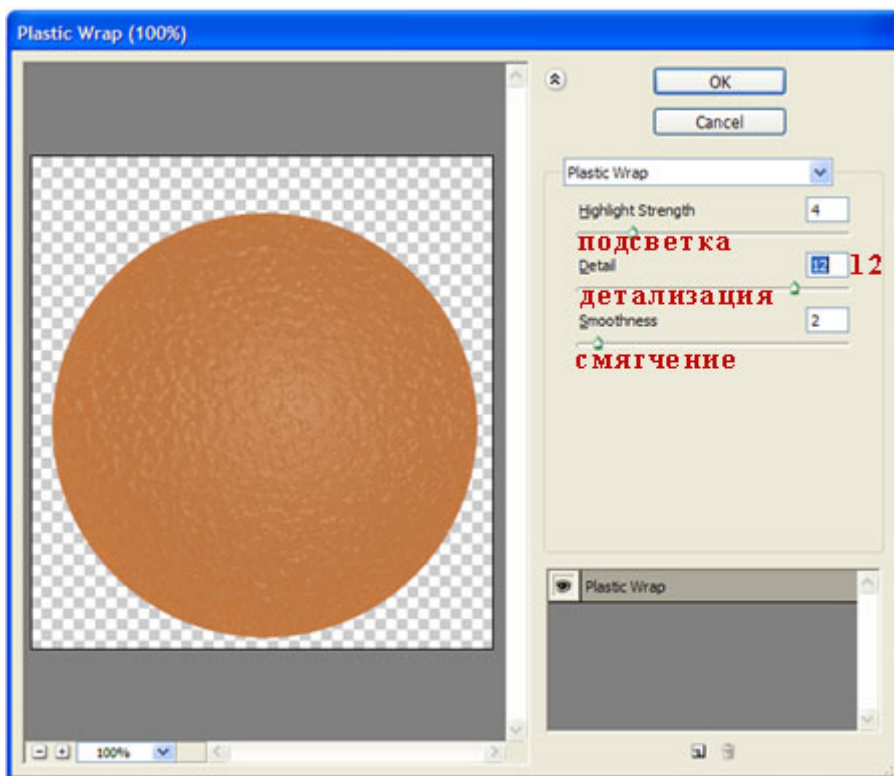 Plastic Wrap (100%)
OK
Cancel
Plastic Wrap
Highlight Strength 4
подсветка
Detail 12 12
детализация
Smoothness 2
смягчение
Plastic Wrap
100%